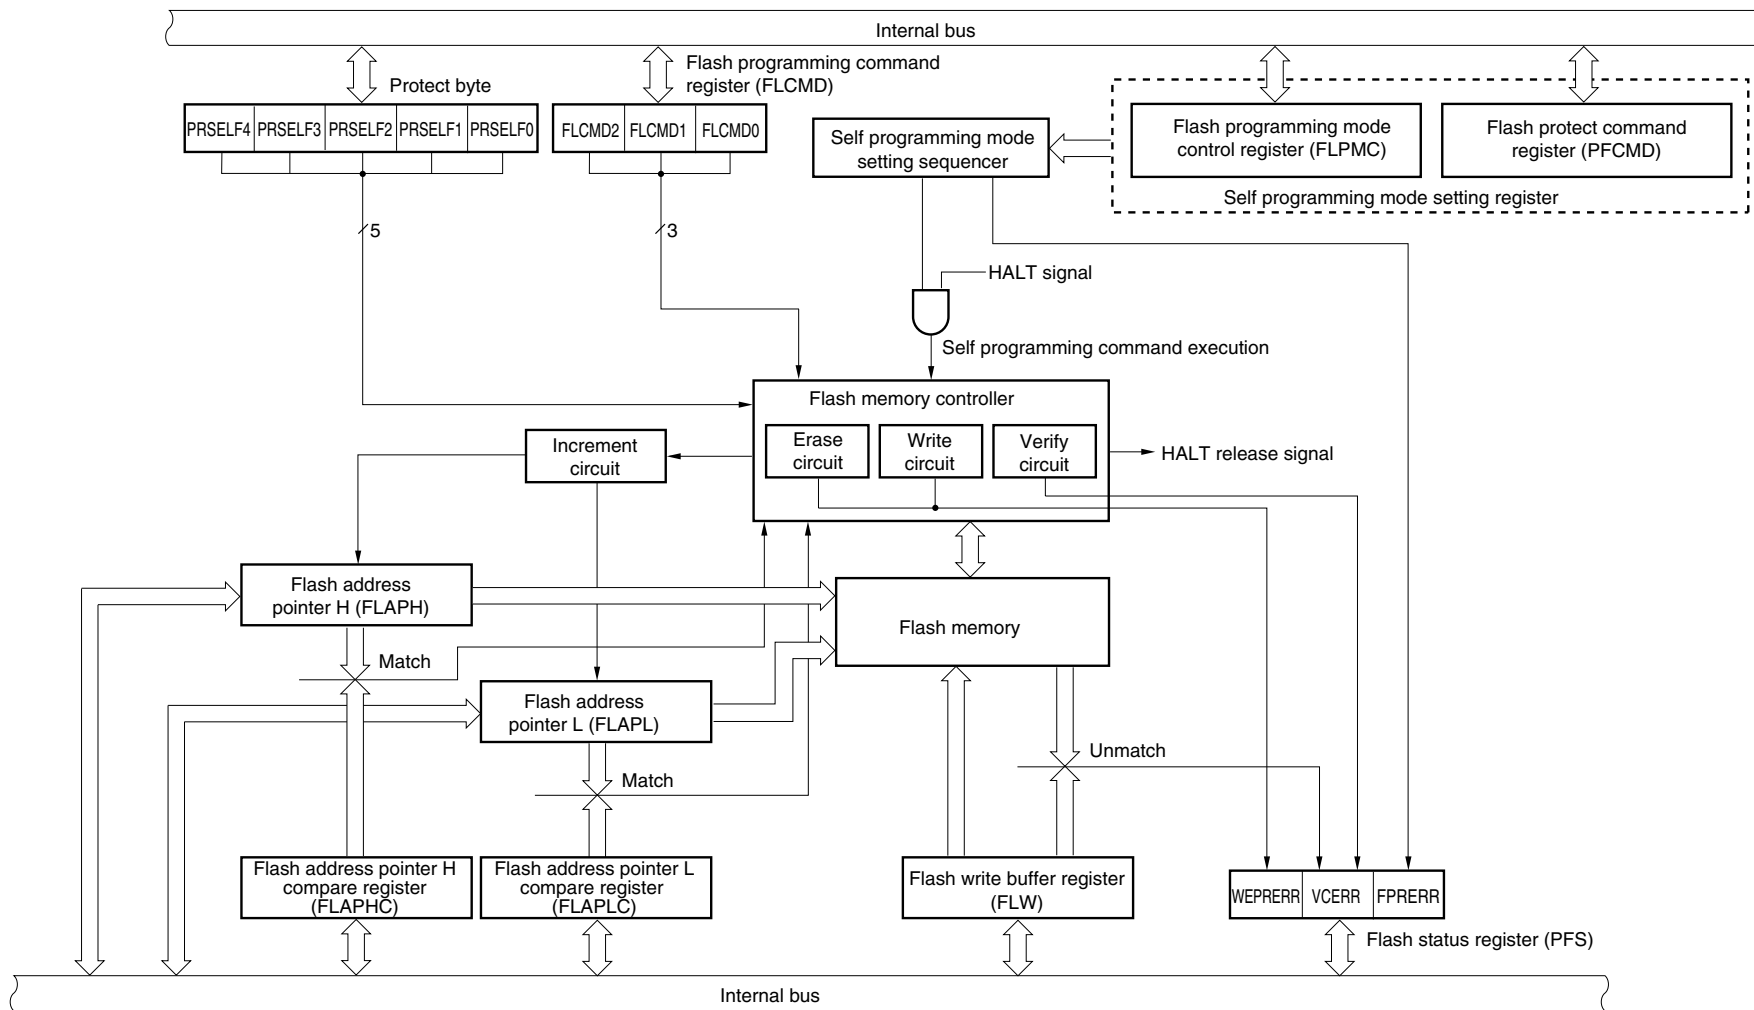 Internal bus
Protect byte
Flash programming command
register (FLCMD)
PRSELF4 PRSELF3 PRSELF2 PRSELF1 PRSELF0
FLCMD2 FLCMD1 FLCMD0
Self programming mode
setting sequencer
Flash programming mode
control register (FLPMC)
Flash protect command
register (PFCMD)
Self programming mode setting register
5
3
HALT signal
Self programming command execution
Flash memory controller
Erase
circuit
Write
circuit
Verify
circuit
HALT release signal
Increment
circuit
Flash address
pointer H (FLAPH)
Flash memory
Match
Flash address
pointer L (FLAPL)
Match
Unmatch
Flash address pointer H
compare register
(FLAPHC)
Flash address pointer L
compare register
(FLAPLC)
Flash write buffer register
(FLW)
WEPRERR VCERR FPRERR
Flash status register (PFS)
Internal bus